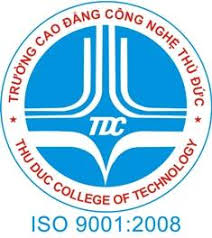 TRƯỜNG CAO ĐẲNG CÔNG NGHỆ THỦ ĐỨC
TDC
THU DUC COLLEGE OF TECHNOLOGY
ISO 9001:2008